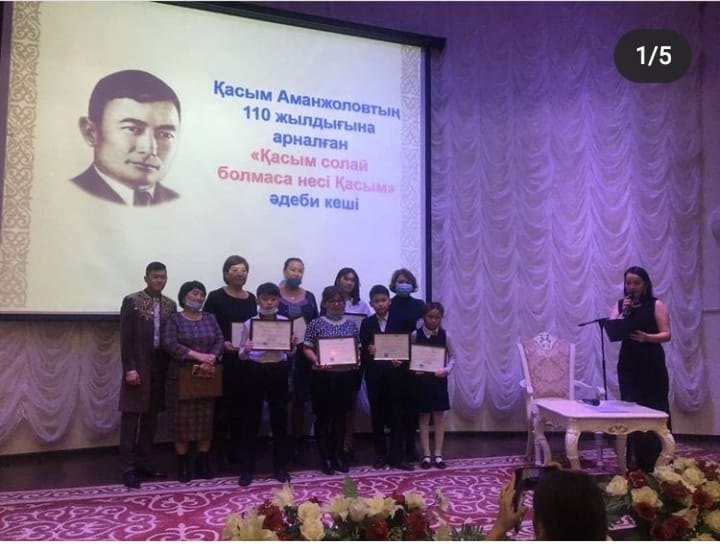 1/5
Қасым Аманжоловтың
110 жылдығына
арналған
«Қасым солай
болмаса несі Қасым»
әдеби кеші